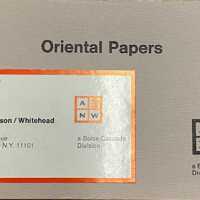 Oriental Papers
son / Whitehead
N.Y. 11101
A
N W
a Boise Cascade
Division